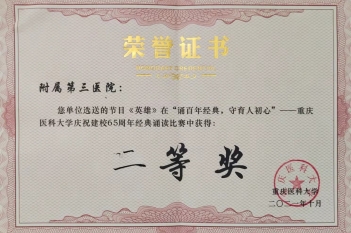 荣誉证书
附属第三医院：
您单位选送的节目《英雄》在“诵百年经典，守育人初心”——重庆
医科大学庆祝建校65周年经典诵读比赛中获得：
二等奖
重庆医科大学
二〇二一年十月